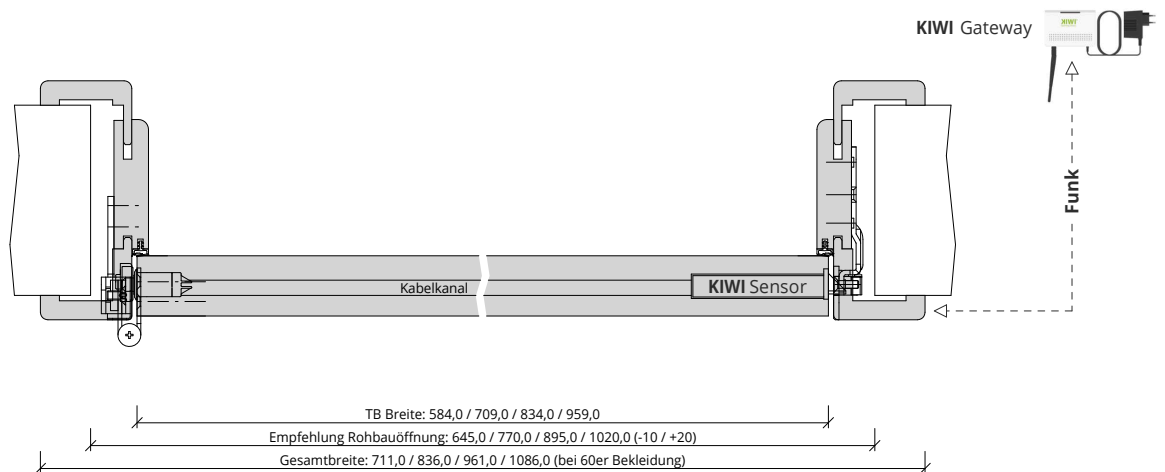 KIWI Gateway
KIWI
Funk
Kabelkanal
KIWI Sensor
TB Breite: 584,0 / 709,0 / 834,0 / 959,0
Empfehlung Rohbauöffnung: 645,0 / 770,0 / 895,0 / 1020,0 (-10 / +20)
Gesamtbreite: 711,0 / 836,0 / 961,0 / 1086,0 (bei 60er Bekleidung)